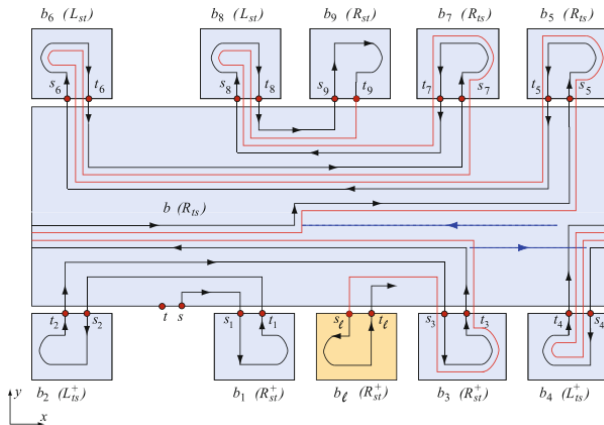 b6 (Lst) b8 (Lst) b9 (Rst) b7 (Rts) b5 (Rts)
s6 t6 s8 t8 s9 t9 t7 s7 t5 s5
b (Rts)
t2 s2 t s s1 t1 sℓ tℓ s3 t3 t4 s4
b2 (L+ts) b1 (R+st) bℓ (R+st) b3 (R+st) b4 (L+ts)
y
x